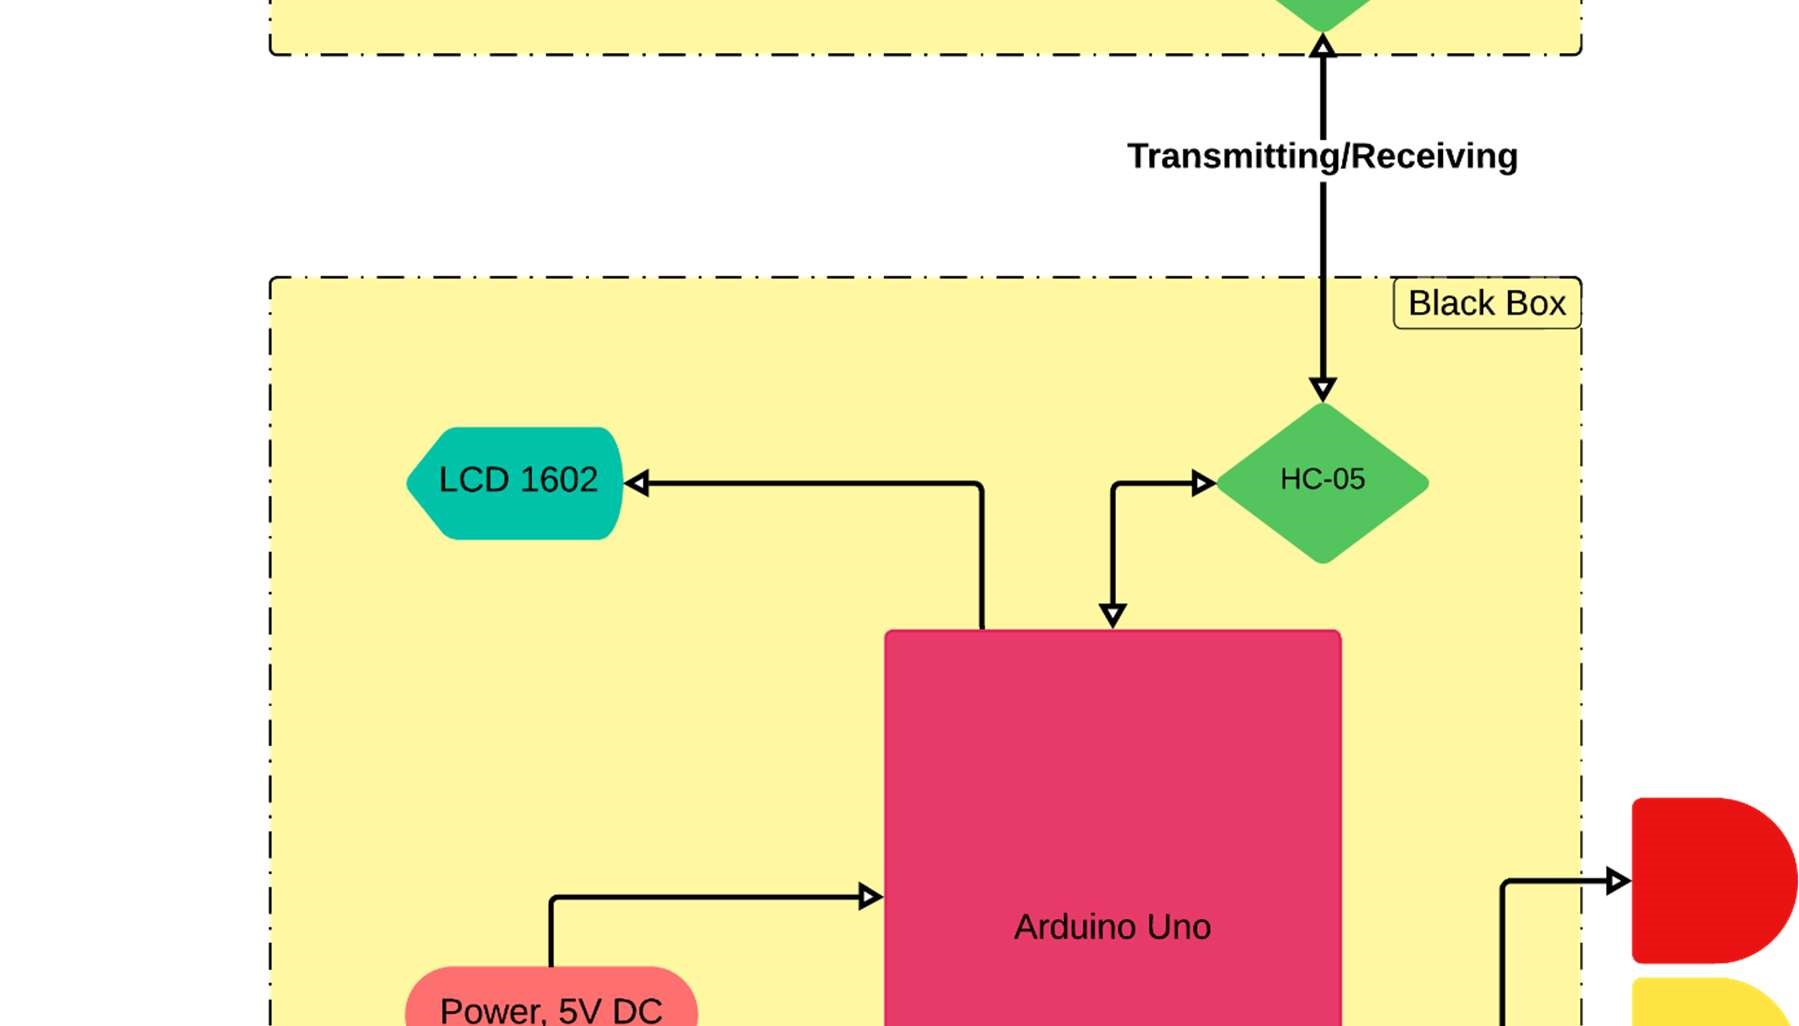 Transmitting/Receiving
Black Box
LCD 1602
HC-05
Arduino Uno
Power, 5V DC